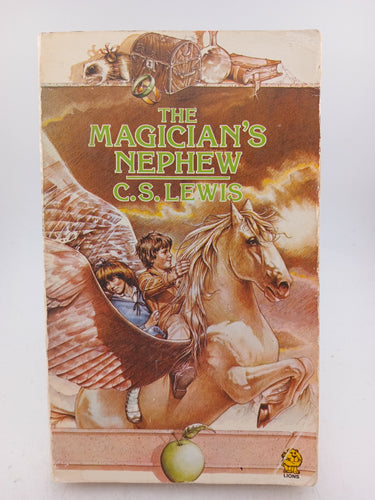 THE
MAGICIAN'S
NEPHEW
C.S. LEWIS
LIONS